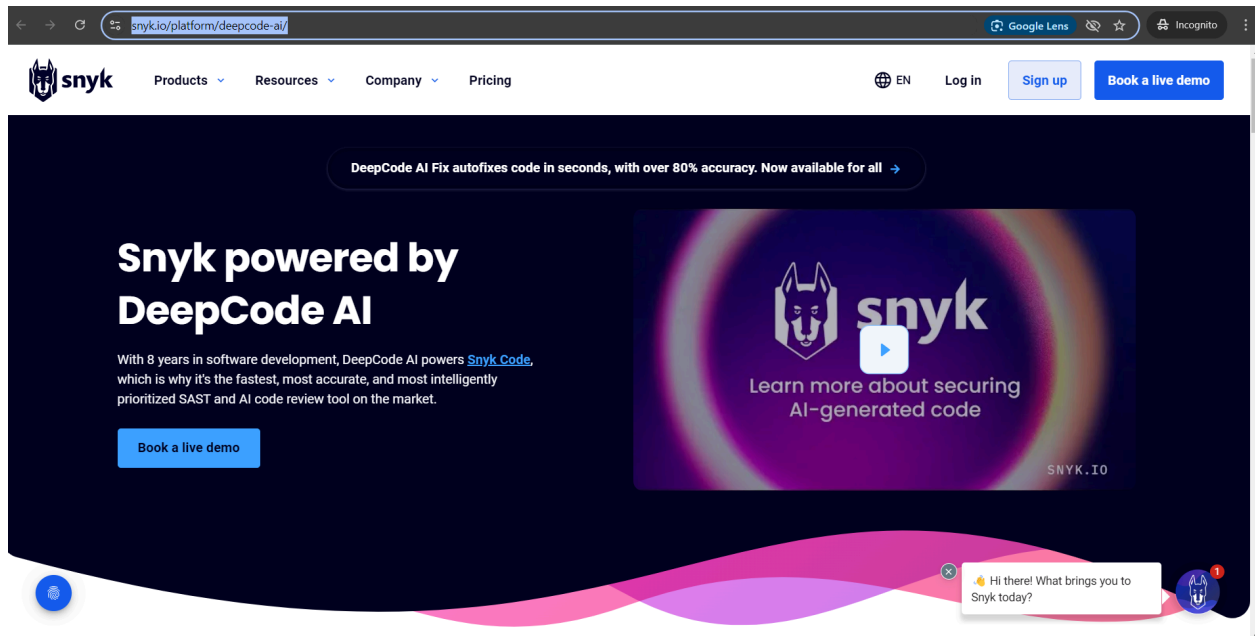 snyk.io/platform/deepcode-ai/
Google Lens
Incognito
snyk
Products
Resources
Company
Pricing
EN
Log in
Sign up
Book a live demo
DeepCode AI Fix autofixes code in seconds, with over 80% accuracy. Now available for all →
Snyk powered by
DeepCode AI
With 8 years in software development, DeepCode AI powers Snyk Code,
which is why it's the fastest, most accurate, and most intelligently
prioritized SAST and AI code review tool on the market.
Book a live demo
snyk
Learn more about securing
AI-generated code
SNYK.IO
👋 Hi there! What brings you to
Snyk today?
1